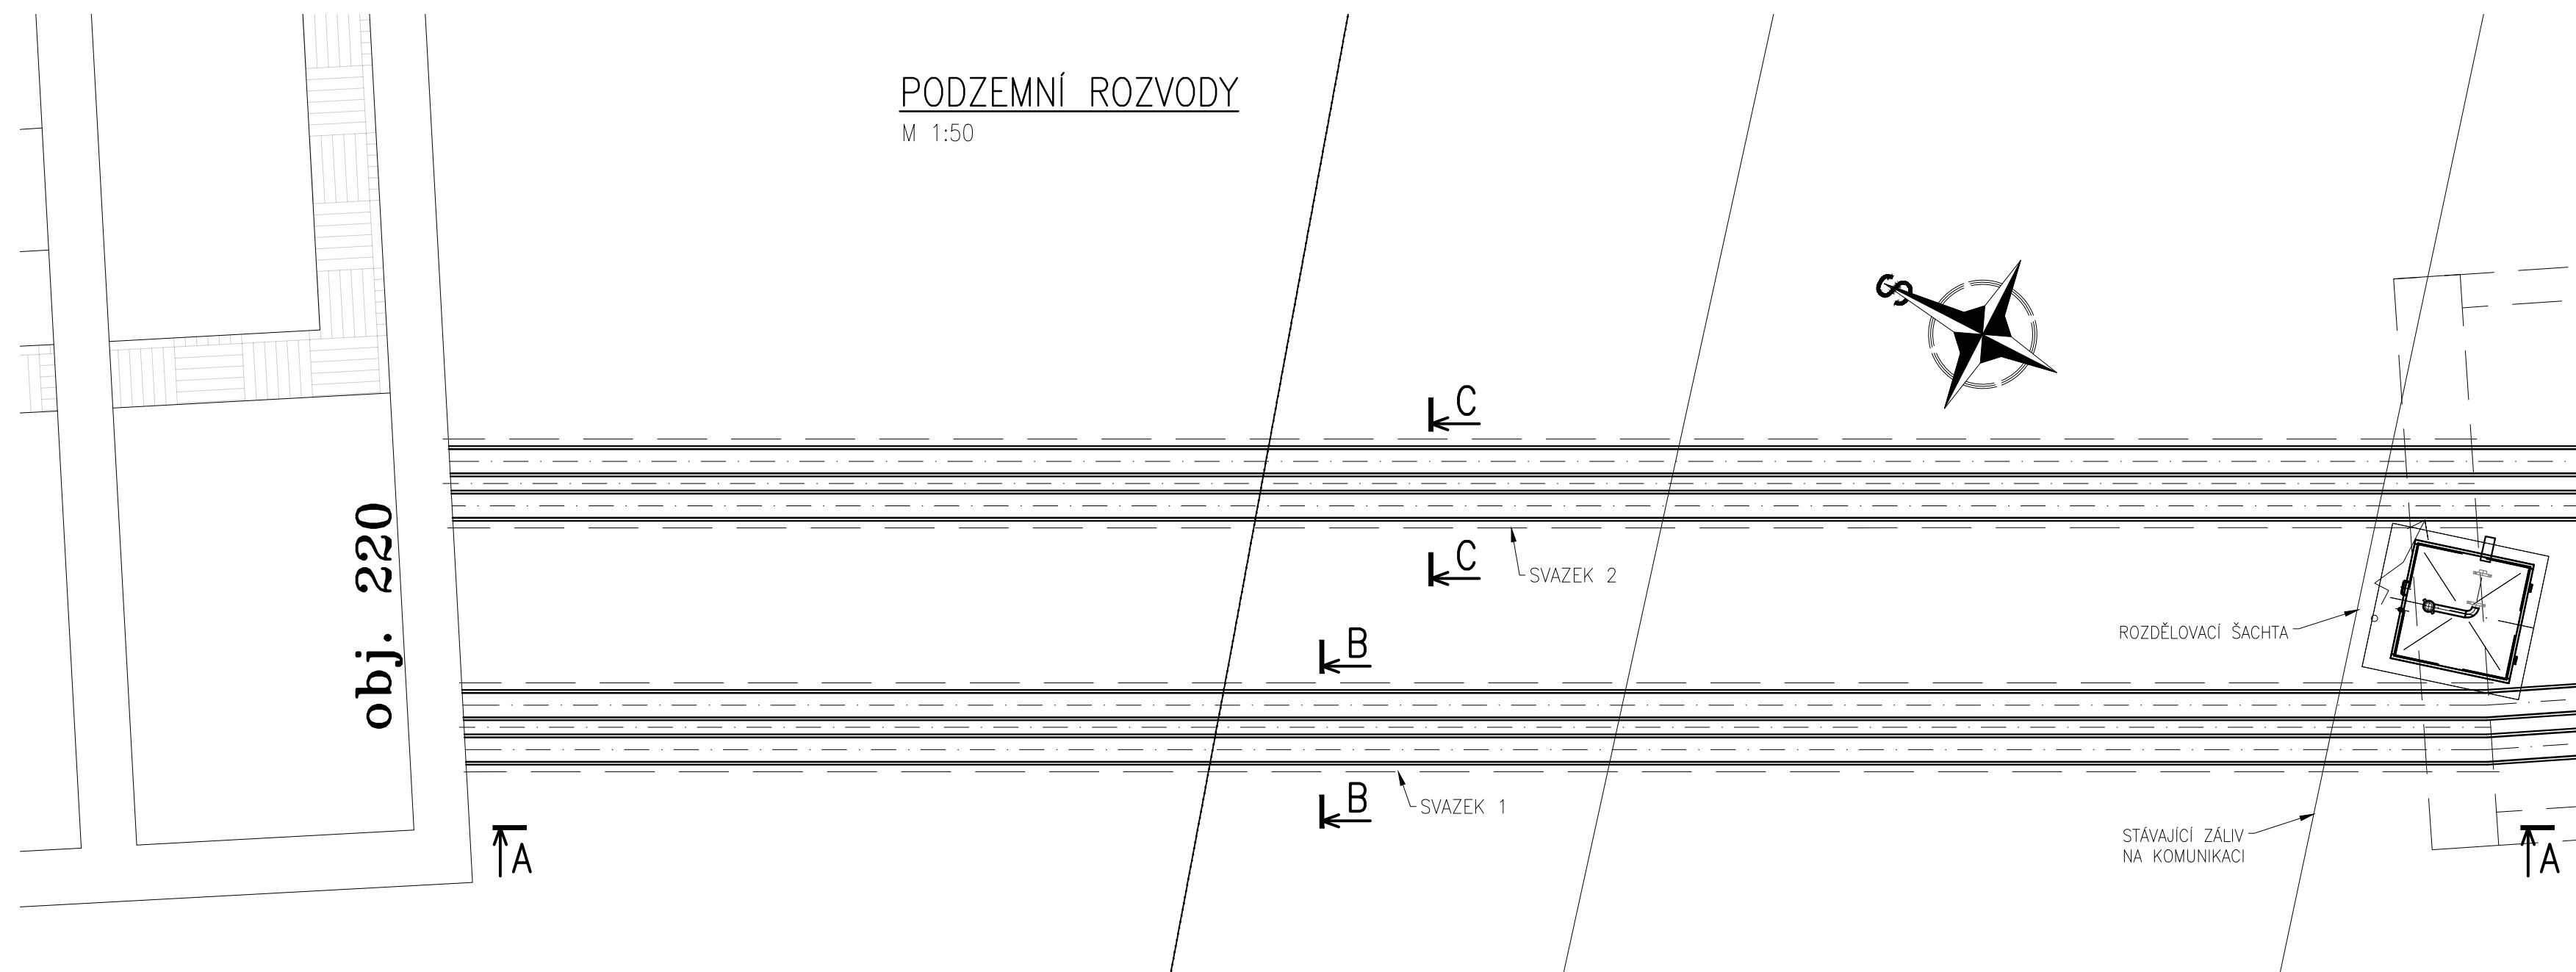 PODZEMNÍ ROZVODY
M 1:50
S
C
obj. 220
C
SVAZEK 2
B
ROZDĚLOVACÍ ŠACHTA
B
SVAZEK 1
A
STÁVAJÍCÍ ZÁLIV
NA KOMUNIKACI
A